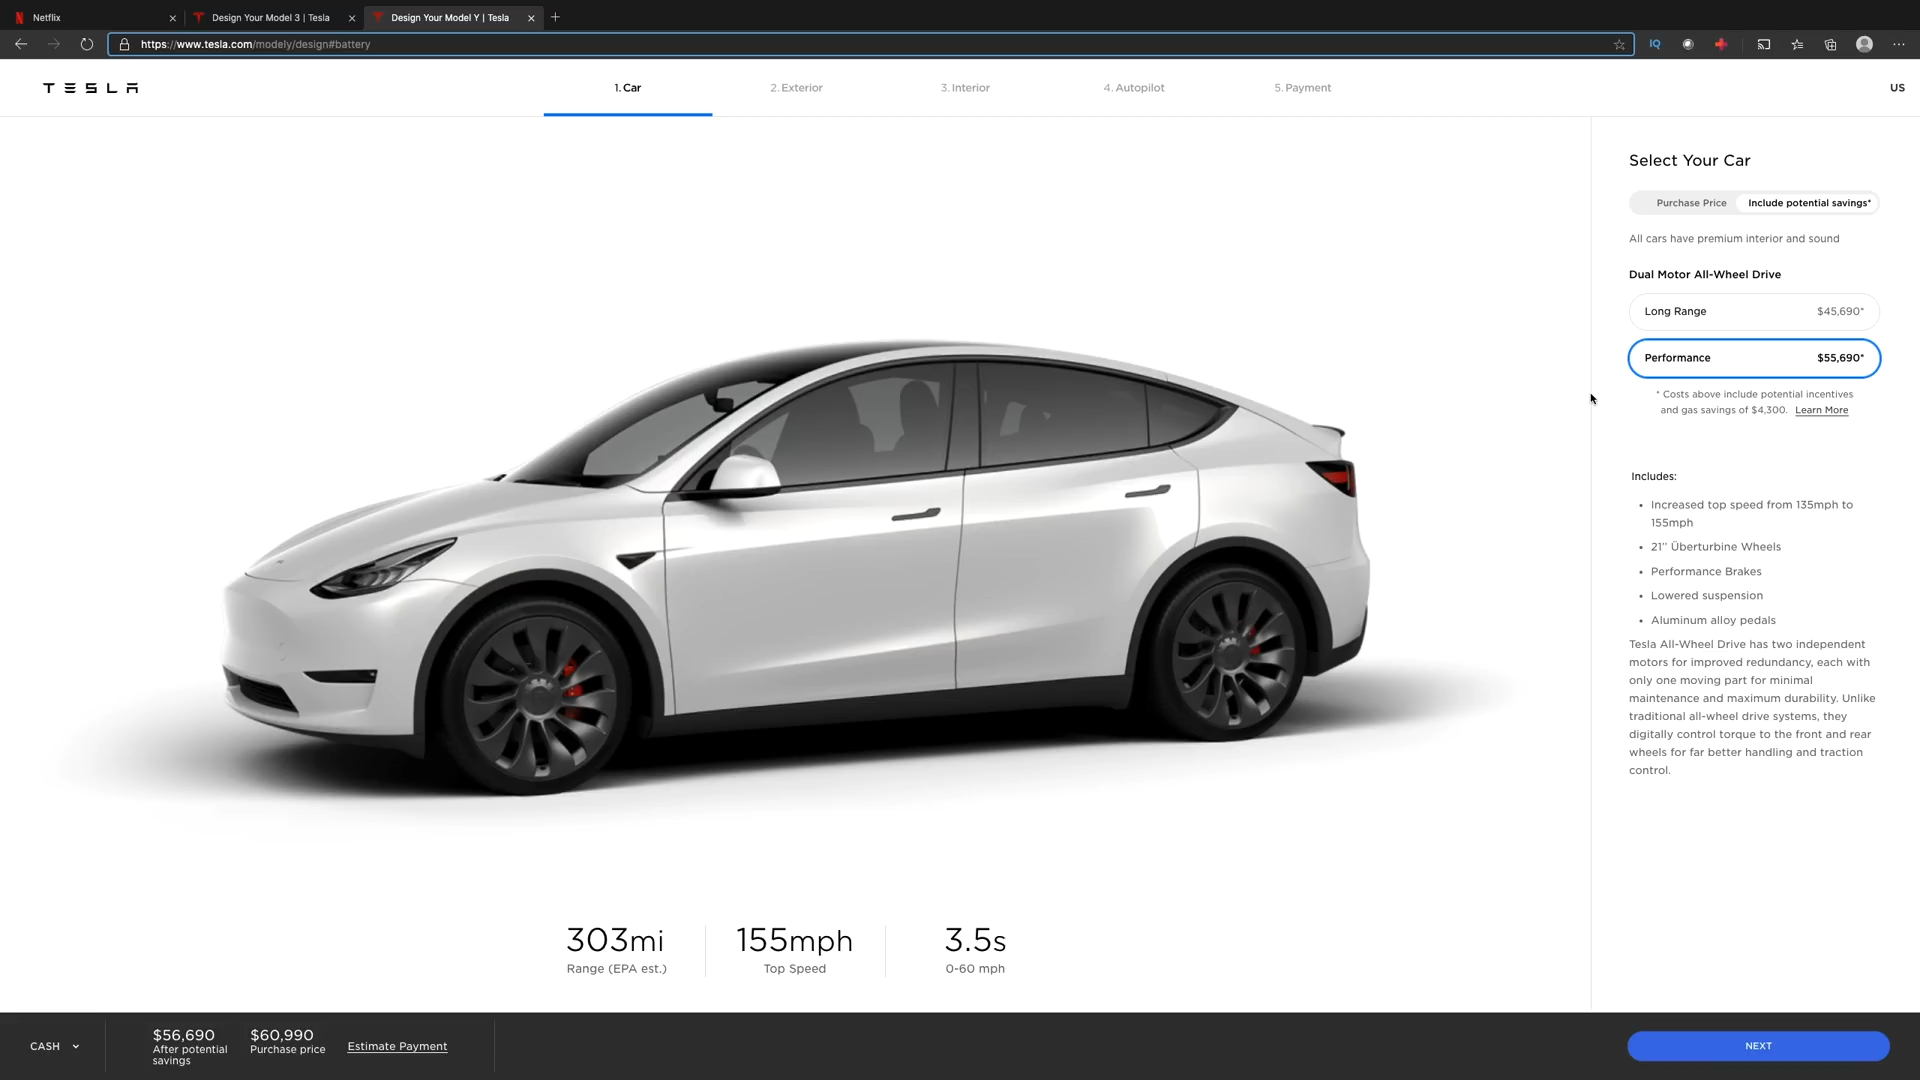 Netflix
Design Your Model 3 | Tesla
Design Your Model Y | Tesla
https://www.tesla.com/modely/design#battery
IQ
TESLA
1. Car
2. Exterior
3. Interior
4. Autopilot
5. Payment
US
Select Your Car
Purchase Price
Include potential savings*
All cars have premium interior and sound
Dual Motor All-Wheel Drive
Long Range $45,690*
Performance $55,690*
* Costs above include potential incentives
and gas savings of $4,300. Learn More
Includes:
• Increased top speed from 135mph to
155mph
• 21’’ Überturbine Wheels
• Performance Brakes
• Lowered suspension
• Aluminum alloy pedals
Tesla All-Wheel Drive has two independent
motors for improved redundancy, each with
only one moving part for minimal
maintenance and maximum durability. Unlike
traditional all-wheel drive systems, they
digitally control torque to the front and rear
wheels for far better handling and traction
control.
303mi
Range (EPA est.)
155mph
Top Speed
3.5s
0-60 mph
CASH
$56,690
After potential
savings
$60,990
Purchase price
Estimate Payment
NEXT